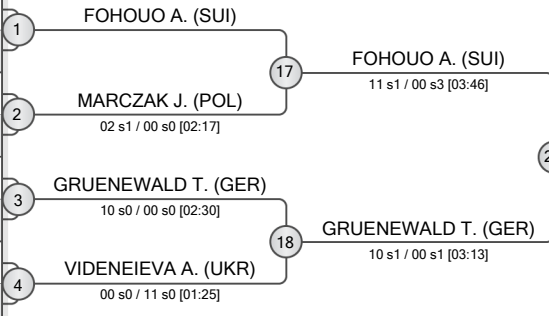 1
FOHOUO A. (SUI)
17
FOHOUO A. (SUI)
11 s1 / 00 s3 [03:46]
2
MARCZAK J. (POL)
02 s1 / 00 s0 [02:17]
3
GRUENEWALD T. (GER)
10 s0 / 00 s0 [02:30]
18
GRUENEWALD T. (GER)
10 s1 / 00 s1 [03:13]
4
VIDENEIEVA A. (UKR)
00 s0 / 11 s0 [01:25]